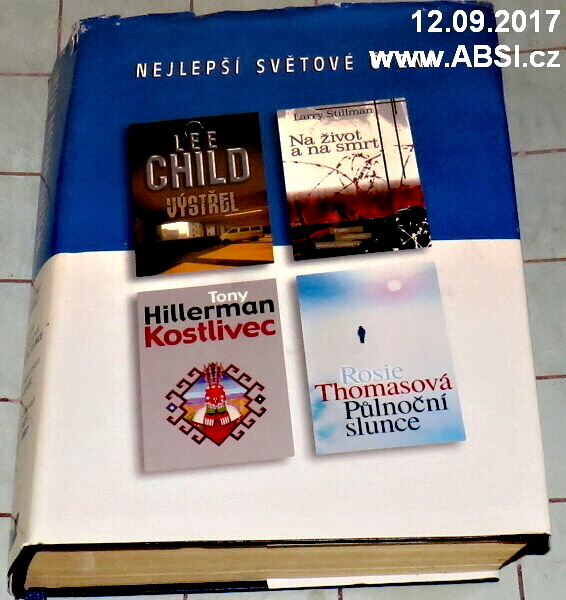 12.09.2017
www.ABSI.cz
NEJLEPŠÍ SVĚTOVÉ
LEE
CHILD
VÝSTŘEL
Larry Stillman
Na život
a na smrt
Tony
Hillerman
Kostlivec
Rosie
Thomasová
Půlnoční
slunce